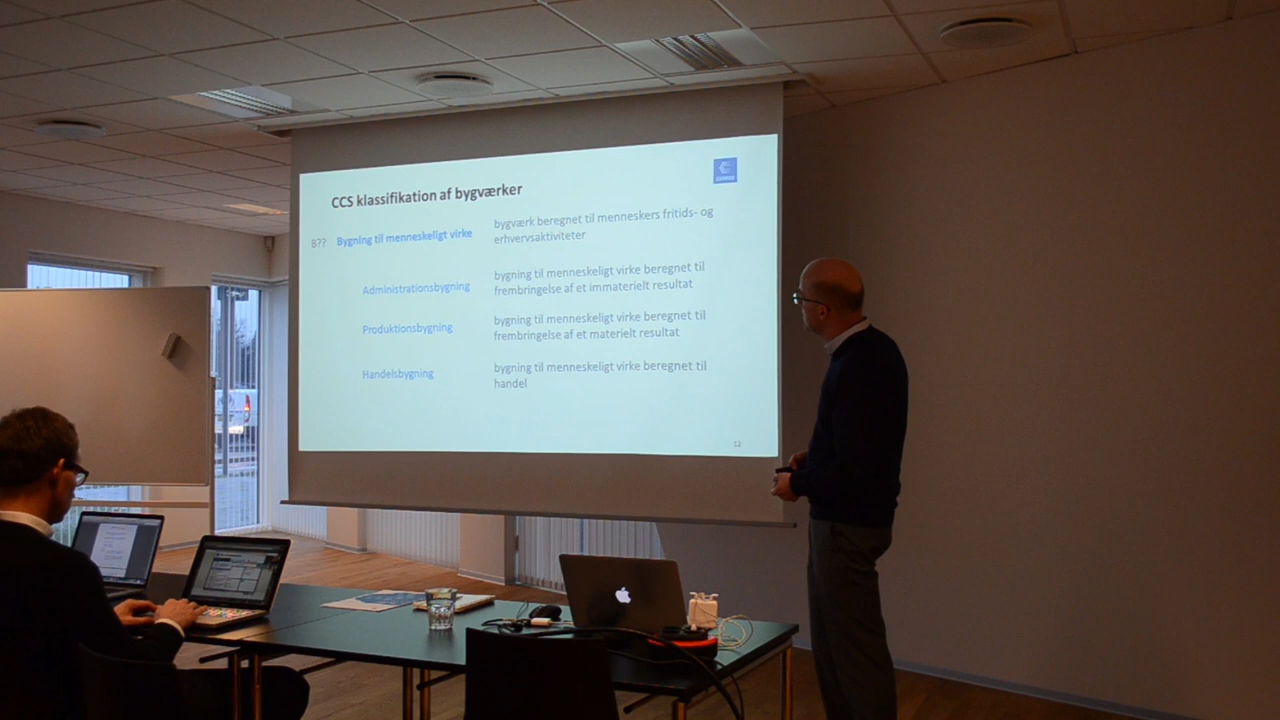 CCS klassifikation af bygværker
B?? Bygning til menneskeligt virke
bygværk beregnet til menneskers fritids- og
erhvervsaktiviteter
Administrationsbygning
bygning til menneskeligt virke beregnet til
frembringelse af et immaterielt resultat
Produktionsbygning
bygning til menneskeligt virke beregnet til
frembringelse af et materielt resultat
Handelsbygning
bygning til menneskeligt virke beregnet til
handel
12